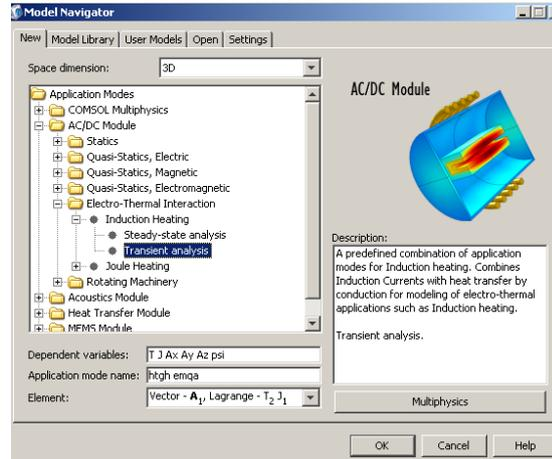 Model Navigator
New Model Library User Models Open Settings
Space dimension: 3D
Application Modes
COMSOL Multiphysics
AC/DC Module
Statics
Quasi-Statics, Electric
Quasi-Statics, Magnetic
Quasi-Statics, Electromagnetic
Electro-Thermal Interaction
Induction Heating
Steady-state analysis
Transient analysis
Joule Heating
Rotating Machinery
Acoustics Module
Heat Transfer Module
MEMS Module
Dependent variables: T J Ax Ay Az psi
Application mode name: htgh emqa
Element: Vector - A1, Lagrange - T2 J1
AC/DC Module
Description:
A predefined combination of application
modes for Induction heating. Combines
Induction Currents with heat transfer by
conduction for modeling of electro-thermal
applications such as Induction heating.
Transient analysis.
Multiphysics
OK Cancel Help